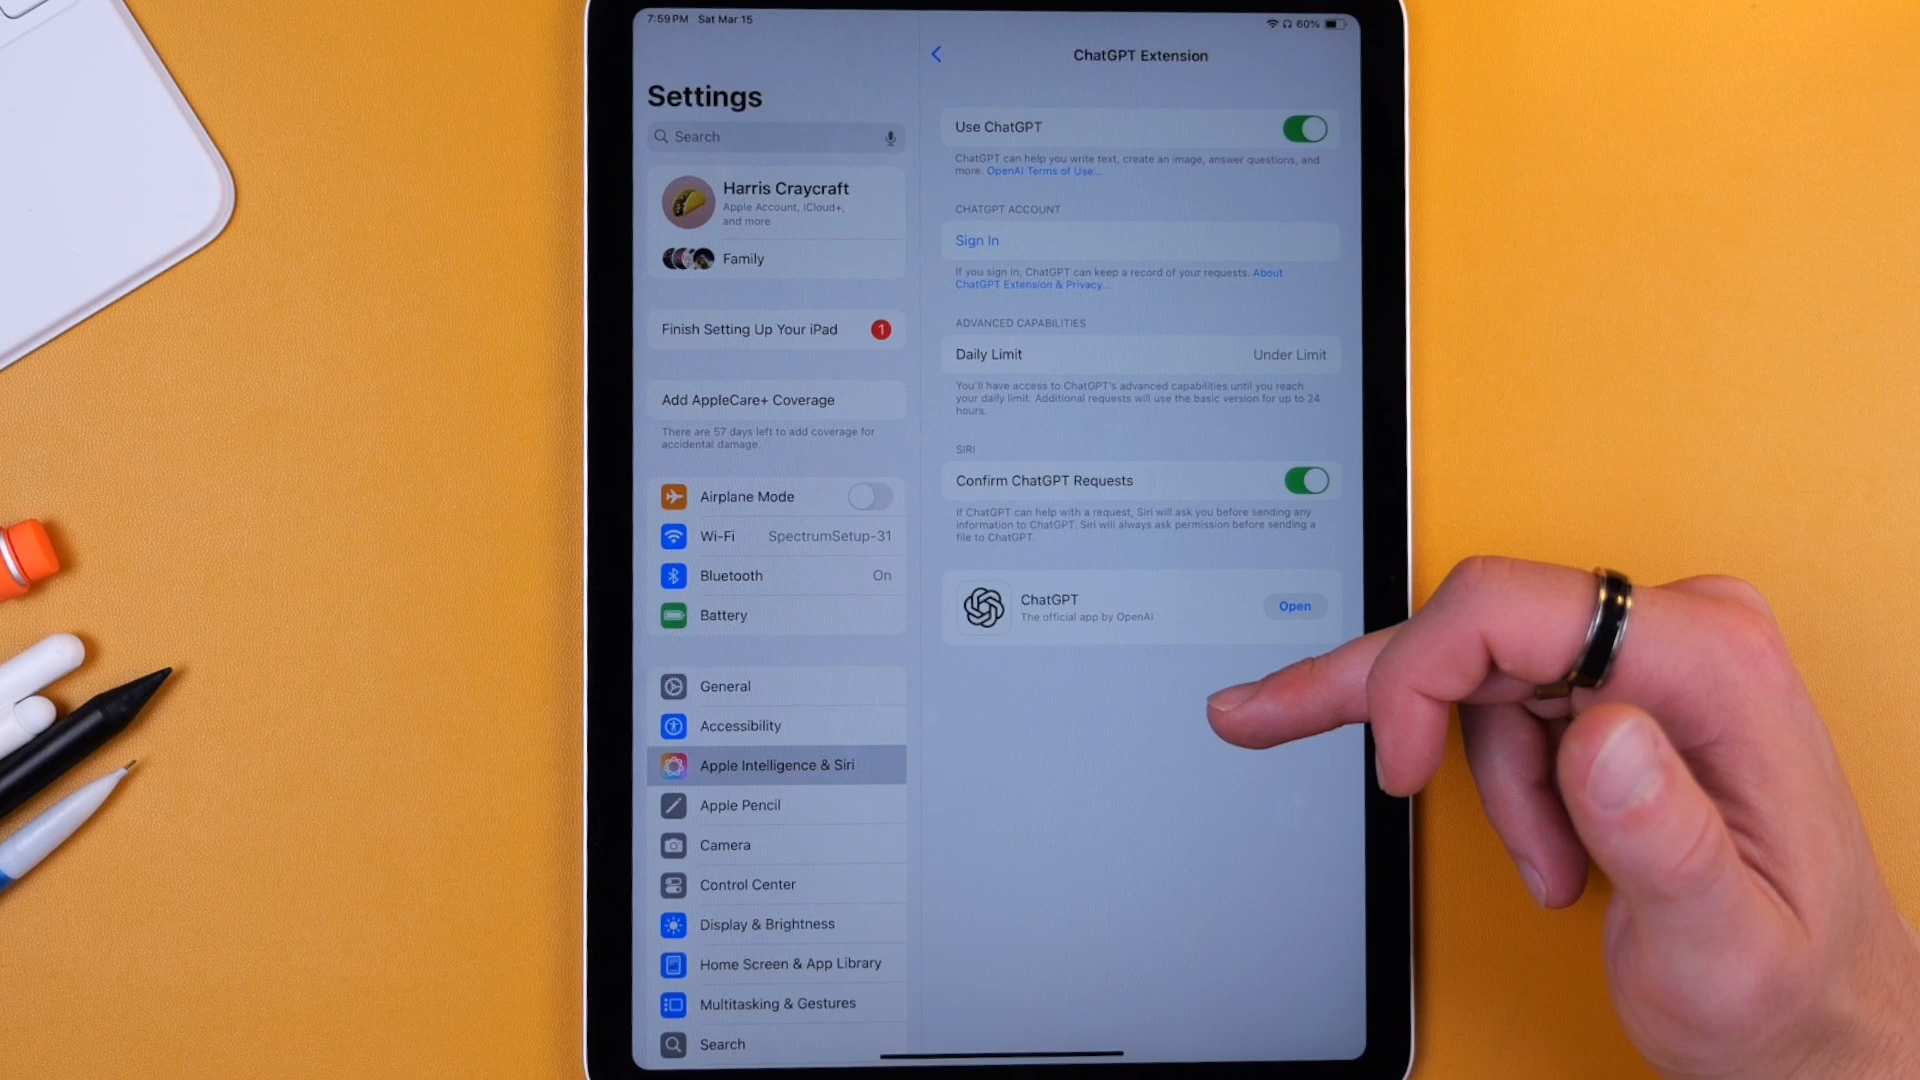 7:59 PM Sat Mar 15
60%
Settings
Search
Harris Craycraft
Apple Account, iCloud+,
and more
Family
Finish Setting Up Your iPad
1
Add AppleCare+ Coverage
There are 57 days left to add coverage for
accidental damage.
Airplane Mode
Wi-Fi SpectrumSetup-31
Bluetooth On
Battery
General
Accessibility
Apple Intelligence & Siri
Apple Pencil
Camera
Control Center
Display & Brightness
Home Screen & App Library
Multitasking & Gestures
Search
ChatGPT Extension
Use ChatGPT
ChatGPT can help you write text, create an image, answer questions, and
more. OpenAI Terms of Use...
CHATGPT ACCOUNT
Sign In
If you sign in, ChatGPT can keep a record of your requests. About
ChatGPT Extension & Privacy...
ADVANCED CAPABILITIES
Daily Limit Under Limit
You'll have access to ChatGPT's advanced capabilities until you reach
your daily limit. Additional requests will use the basic version for up to 24
hours.
SIRI
Confirm ChatGPT Requests
If ChatGPT can help with a request, Siri will ask you before sending any
information to ChatGPT. Siri will always ask permission before sending a
file to ChatGPT.
ChatGPT
The official app by OpenAI
Open